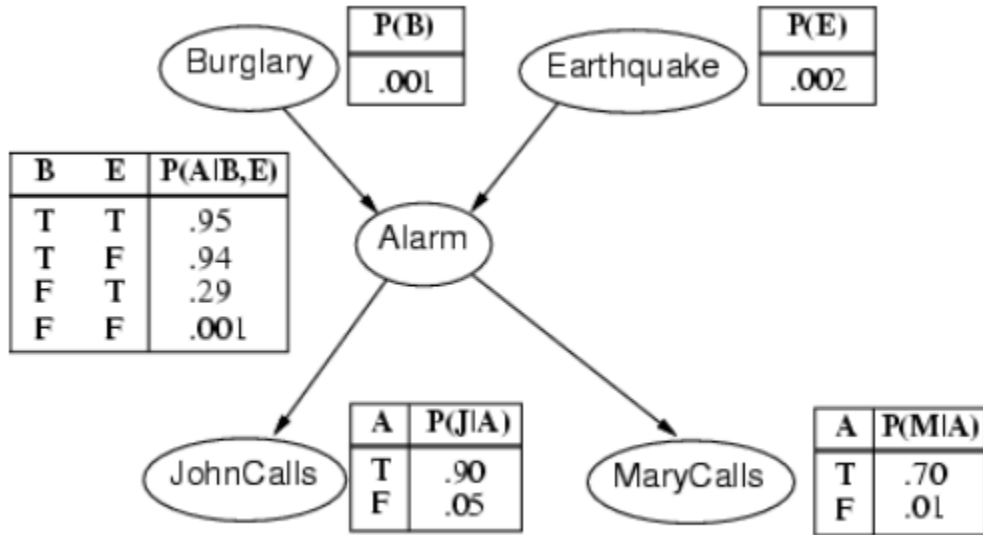 Burglary
P(B)
.001
Earthquake
P(E)
.002
B E P(A|B,E)
T T .95
T F .94
F T .29
F F .001
Alarm
JohnCalls
A P(J|A)
T .90
F .05
MaryCalls
A P(M|A)
T .70
F .01